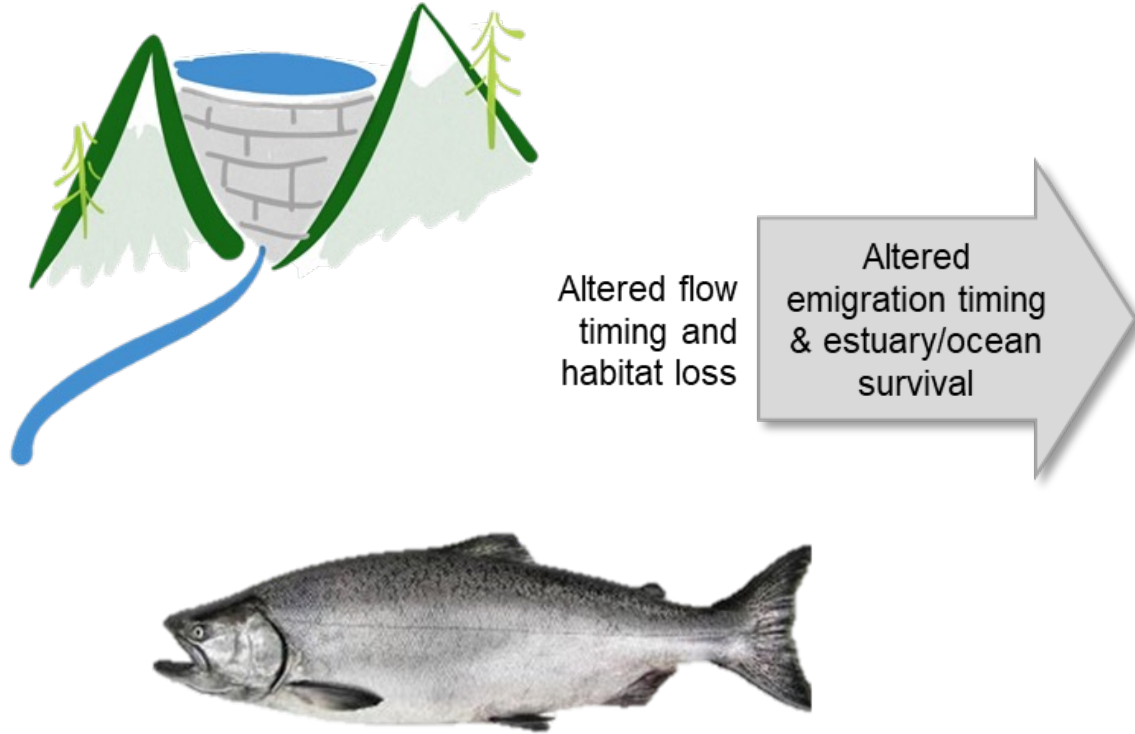 Altered flow
timing and
habitat loss
Altered
emigration timing
& estuary/ocean
survival